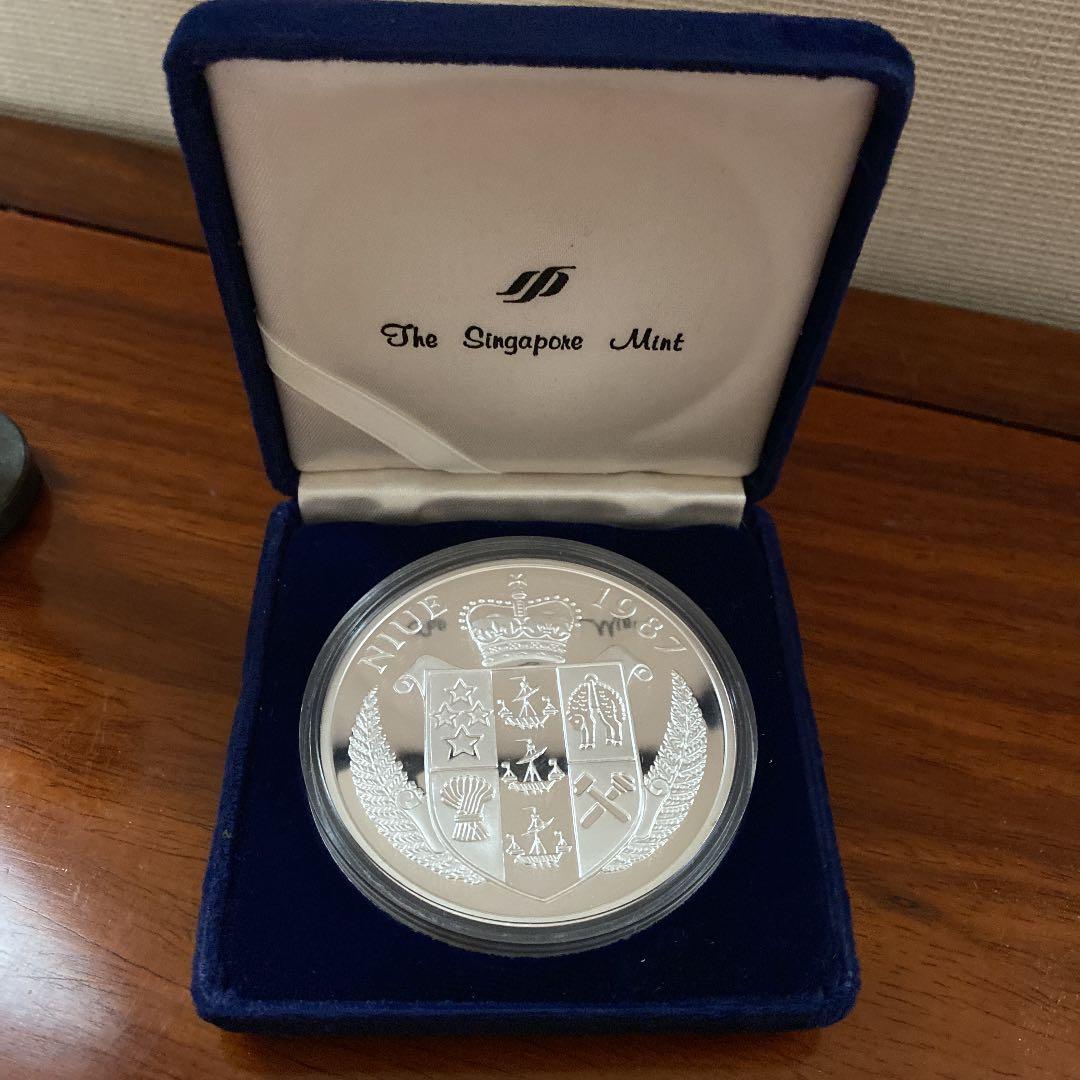 The Singapore Mint
NIUE 1987